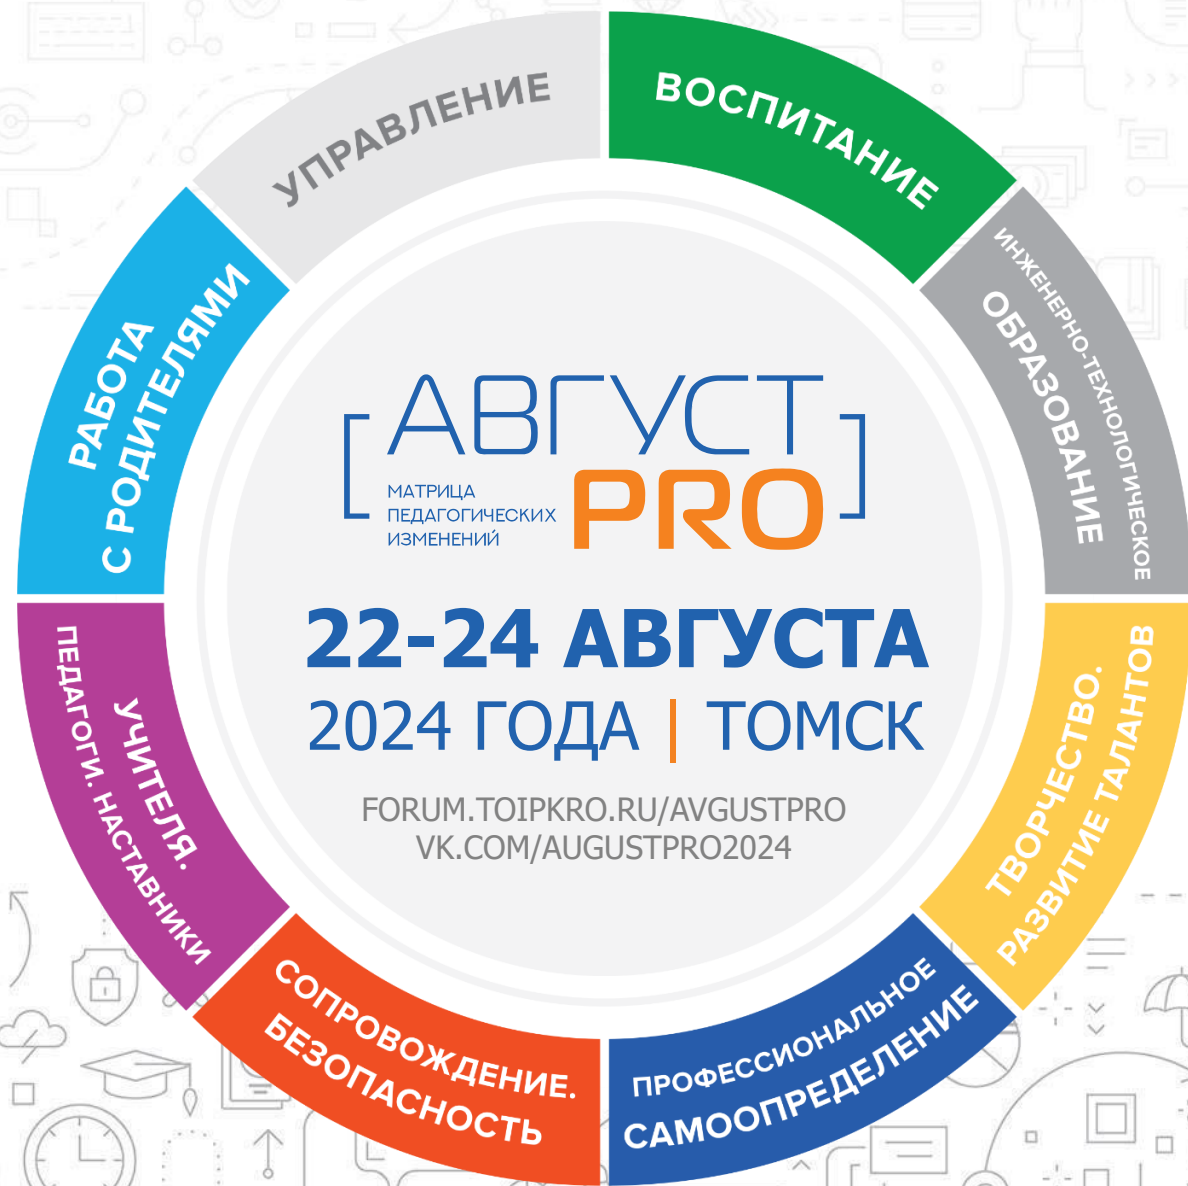 УПРАВЛЕНИЕ
ВОСПИТАНИЕ
ИНЖЕНЕРНО-ТЕХНОЛОГИЧЕСКОЕ
ОБРАЗОВАНИЕ
ТВОРЧЕСТВО.
РАЗВИТИЕ ТАЛАНТОВ
ПРОФЕССИОНАЛЬНОЕ
САМООПРЕДЕЛЕНИЕ
СОПРОВОЖДЕНИЕ.
БЕЗОПАСНОСТЬ
УЧИТЕЛЯ.
ПЕДАГОГИ. НАСТАВНИКИ
РАБОТА
С РОДИТЕЛЯМИ
[АВГУСТ
PRO]
МАТРИЦА
ПЕДАГОГИЧЕСКИХ
ИЗМЕНЕНИЙ
22-24 АВГУСТА
2024 ГОДА | ТОМСК
FORUM.TOIPKRO.RU/AVGUSTPRO
VK.COM/AUGUSTPRO2024